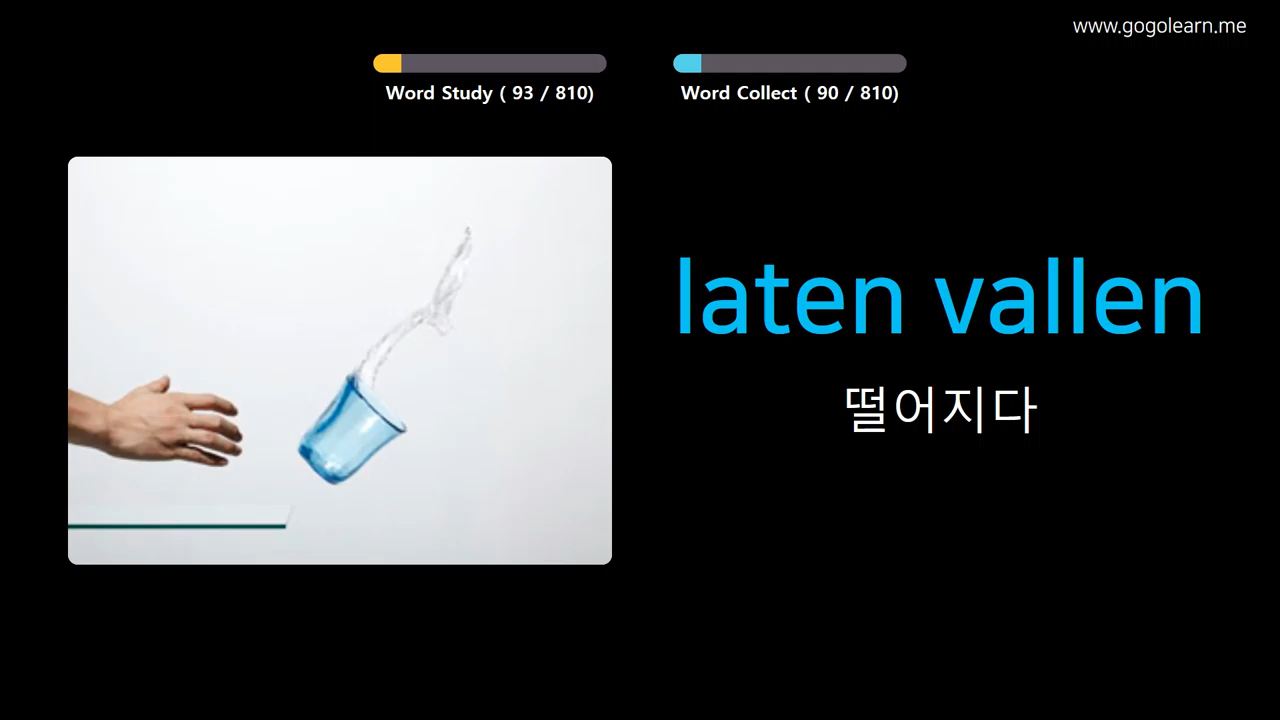 www.gogolearn.me
Word Study ( 93 / 810)
Word Collect ( 90 / 810)
laten vallen
떨어지다